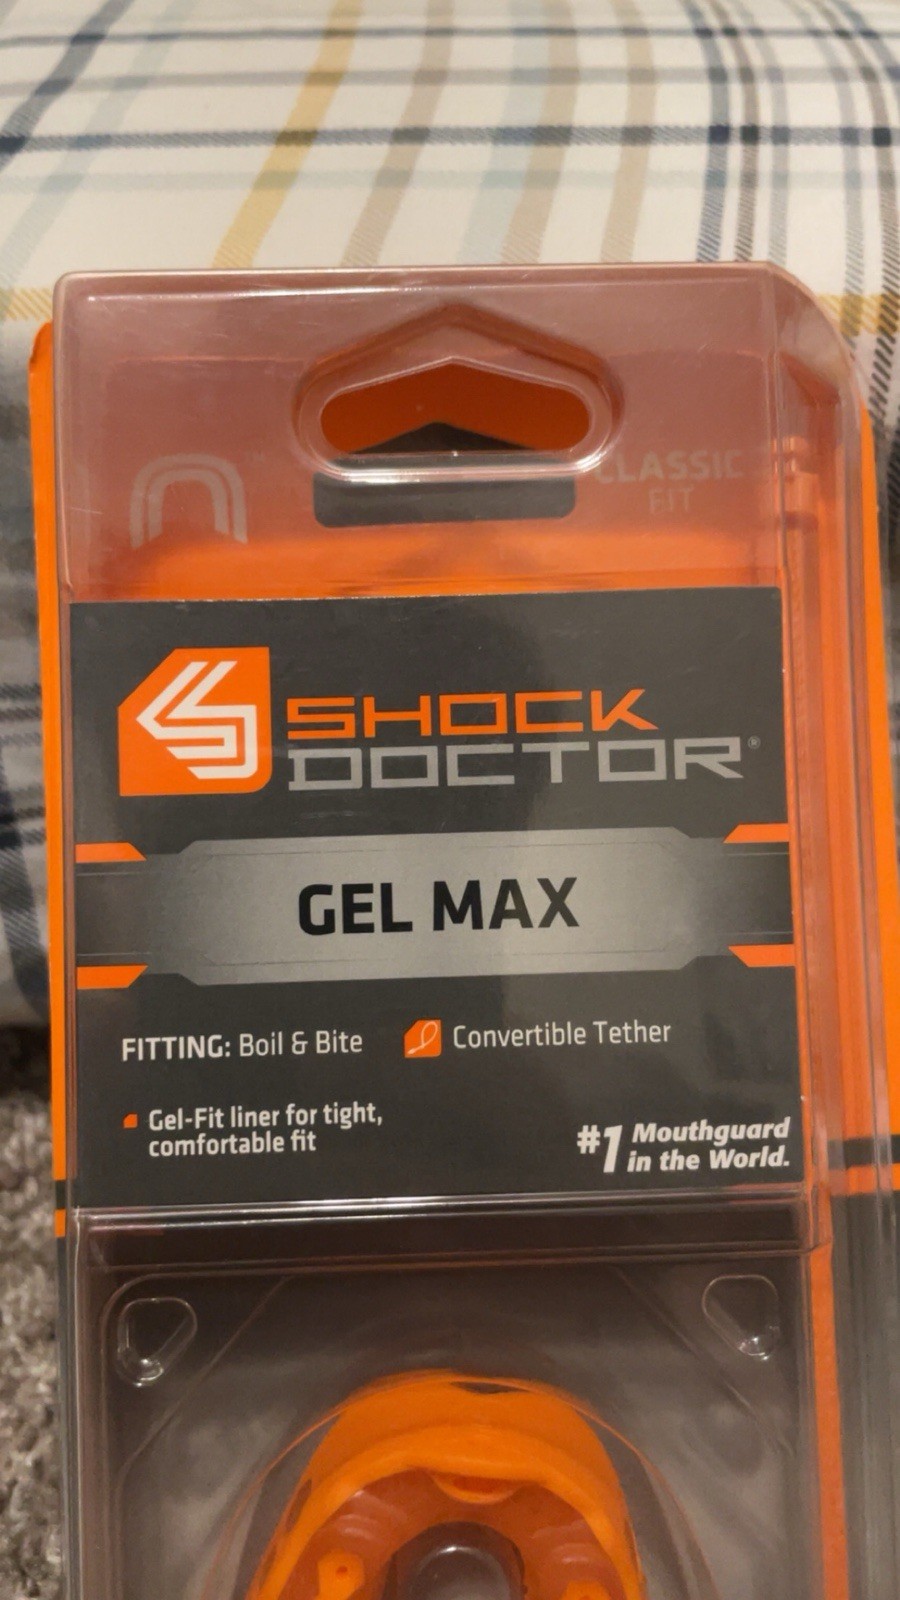 CLASSIC
FIT
SHOCK
DOCTOR®
GEL MAX
FITTING: Boil & Bite
Convertible Tether
Gel-Fit liner for tight,
comfortable fit
#1 Mouthguard
in the World.